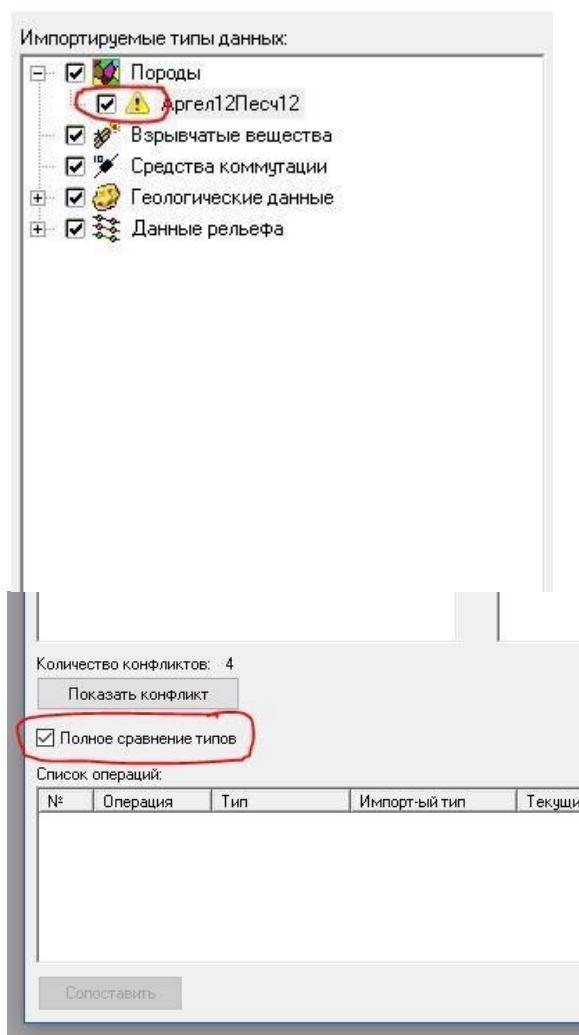 Импортируемые типы данных:
Породы
Аргел12Песч12
Взрывчатые вещества
Средства коммутации
Геологические данные
Данные рельефа
Количество конфликтов: 4
Показать конфликт
Полное сравнение типов
Список операций:
№ Операция Тип Импорт-ый тип Текущи
Сопоставить